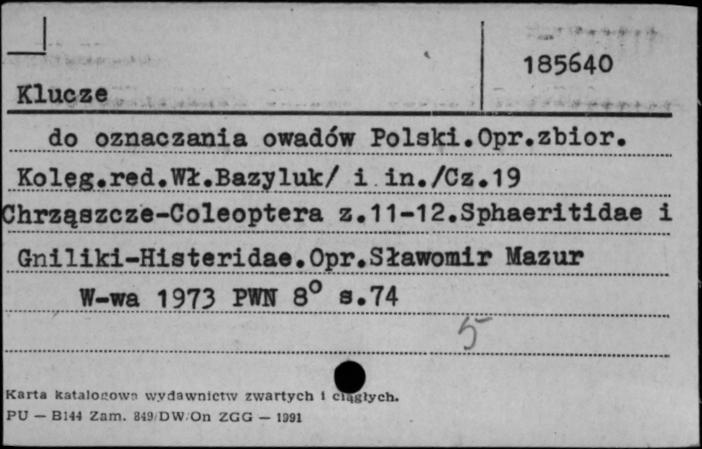 185640
Klucze
do oznaczania owadów Polski.Opr.zbior.
Koleg.red.Wł.Bazyluk/ i in./Cz.19
Chrząszcze-Coleoptera z.11-12.Sphaeritidae i
Gniliki-Histeridae.Opr.Sławomir Mazur
W-wa 1973 PWN 8° s.74
5
Karta katalogowa wydawnictw zwartych i ciągłych.
PU — B144 Zam. 849/DW/On ZGG — 1991